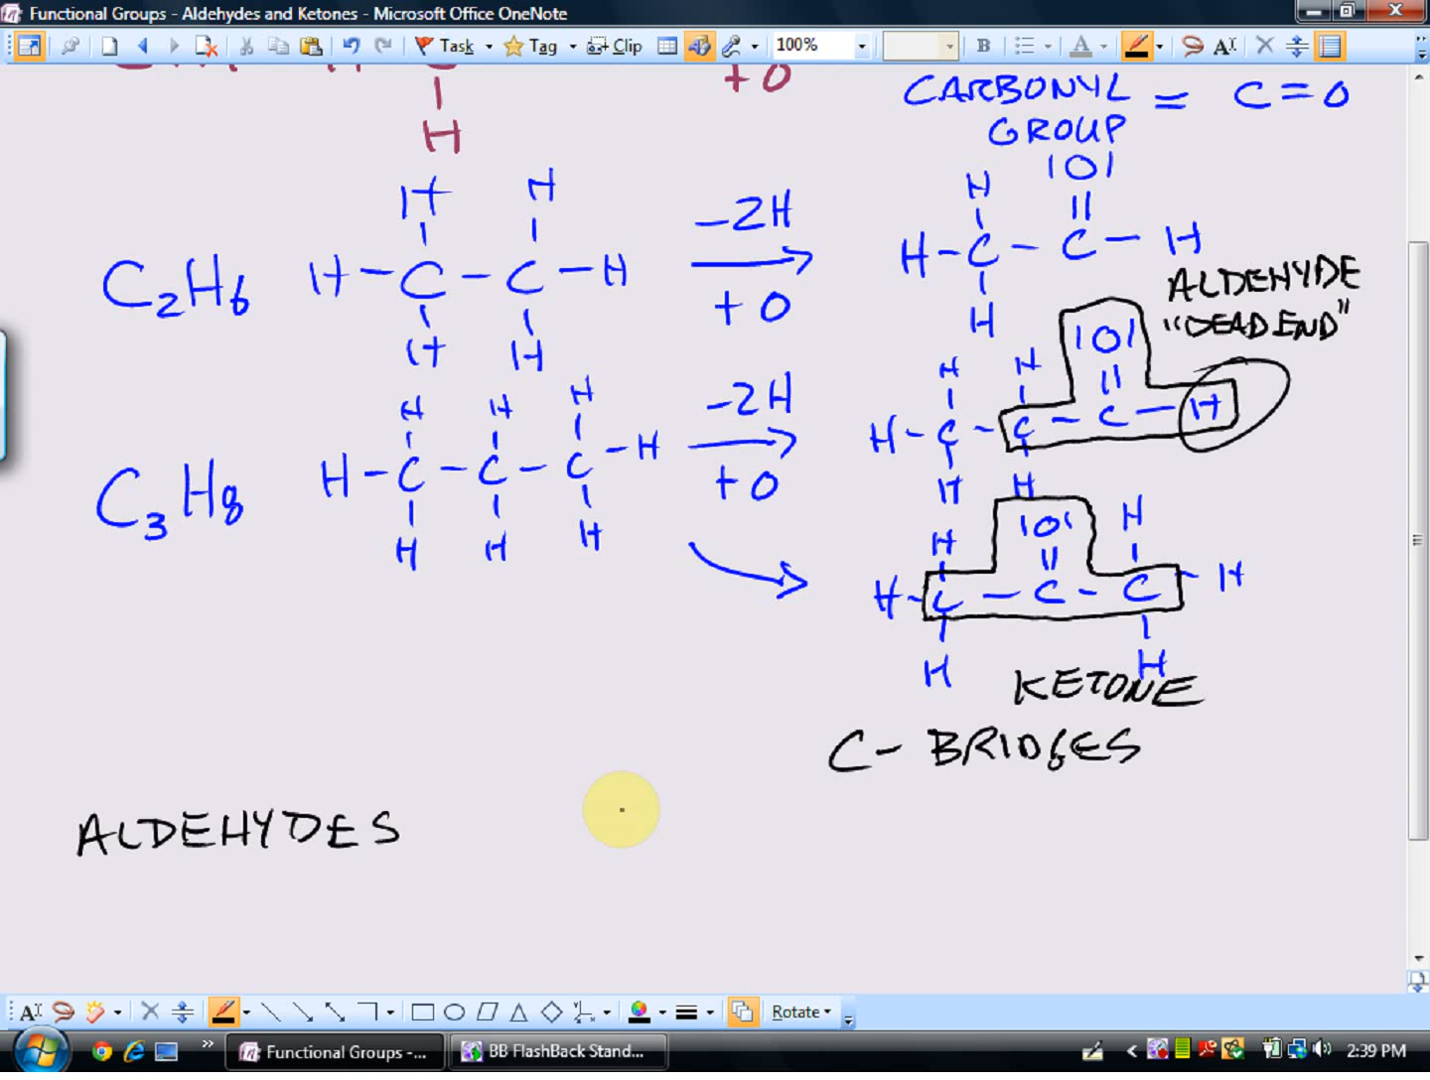 Functional Groups - Aldehydes and Ketones - Microsoft Office OneNote
Task Tag Clip 100% B A
+O
H
CARBONYL GROUP = C=O
C2H6
H H
H-C-C-H
H H
-2H
+O
H |O|
H-C-C-H
H
ALDEHYDE
"DEAD END"
C3H8
H H H
H-C-C-C-H
H H H
-2H
+O
H H |O|
H-C-C-C-H
H H
H |O| H
H-C-C-C-H
H H
KETONE
C- BRIDGES
ALDEHYDES
Rotate
Functional Groups -... BB FlashBack Stand... 2:39 PM